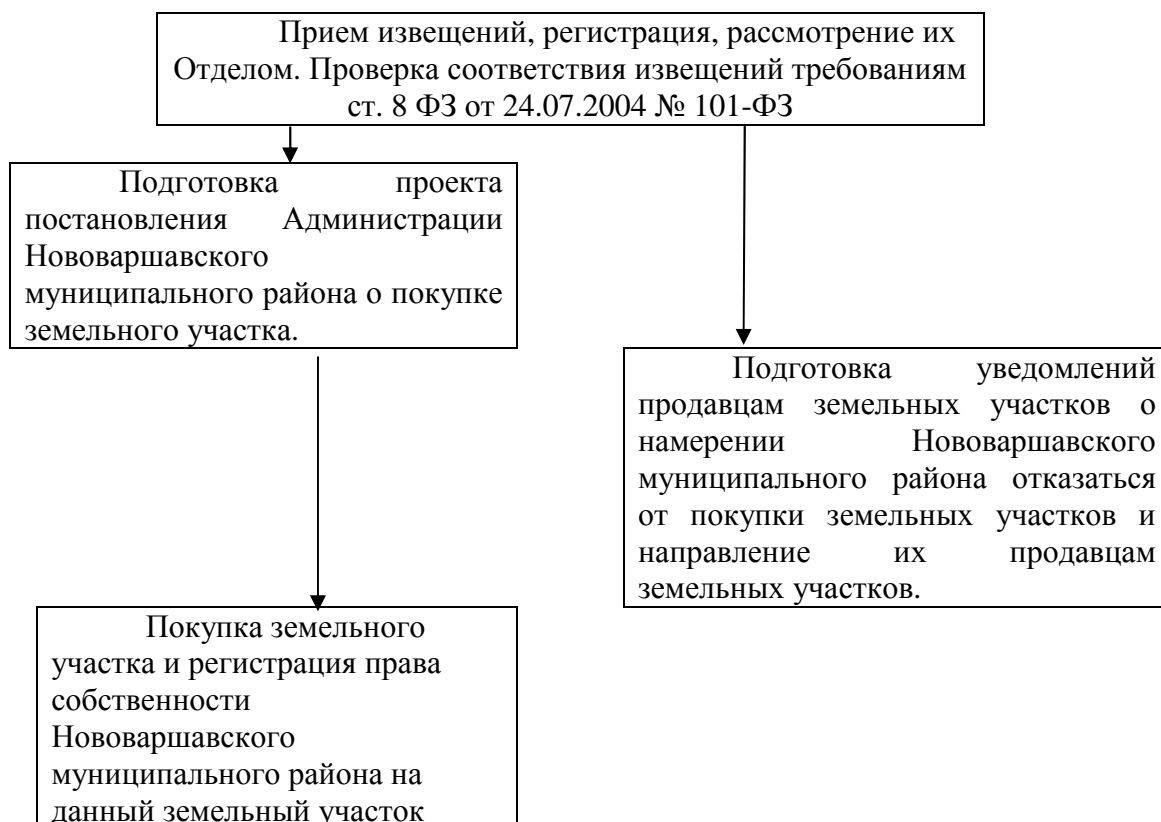 Прием извещений, регистрация, рассмотрение их
Отделом. Проверка соответствия извещений требованиям
ст. 8 ФЗ от 24.07.2004 № 101-ФЗ
Подготовка проекта
постановления Администрации
Нововаршавского
муниципального района о покупке
земельного участка.
Подготовка уведомлений
продавцам земельных участков о
намерении Нововаршавского
муниципального района отказаться
от покупки земельных участков и
направление их продавцам
земельных участков.
Покупка земельного
участка и регистрация права
собственности
Нововаршавского
муниципального района на
данный земельный участок